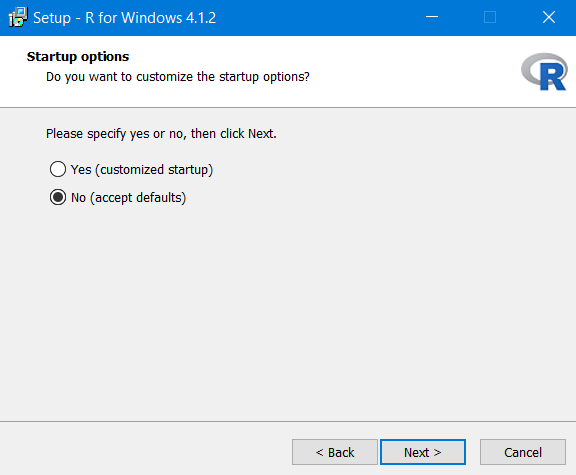 Setup - R for Windows 4.1.2
Startup options
Do you want to customize the startup options?
R
Please specify yes or no, then click Next.
Yes (customized startup)
No (accept defaults)
< Back
Next >
Cancel